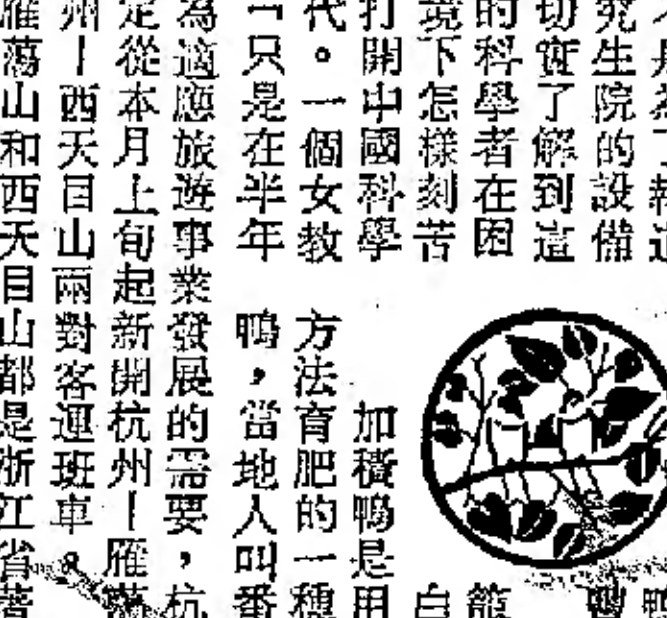 究生院的設備
切實了解到這
的科學者在困
境下怎樣刻苦
打開中國科學
代。一個女教
「只是在半年
加積鴨是用
方法育肥的一種
鴨，當地人叫番
籠
白
鴨
豐
為適應旅遊事業發展的需要，杭
定從本月上旬起新開杭州—雁蕩
州—西天目山兩對客運班車。
雁蕩山和西天目山都是浙江省著